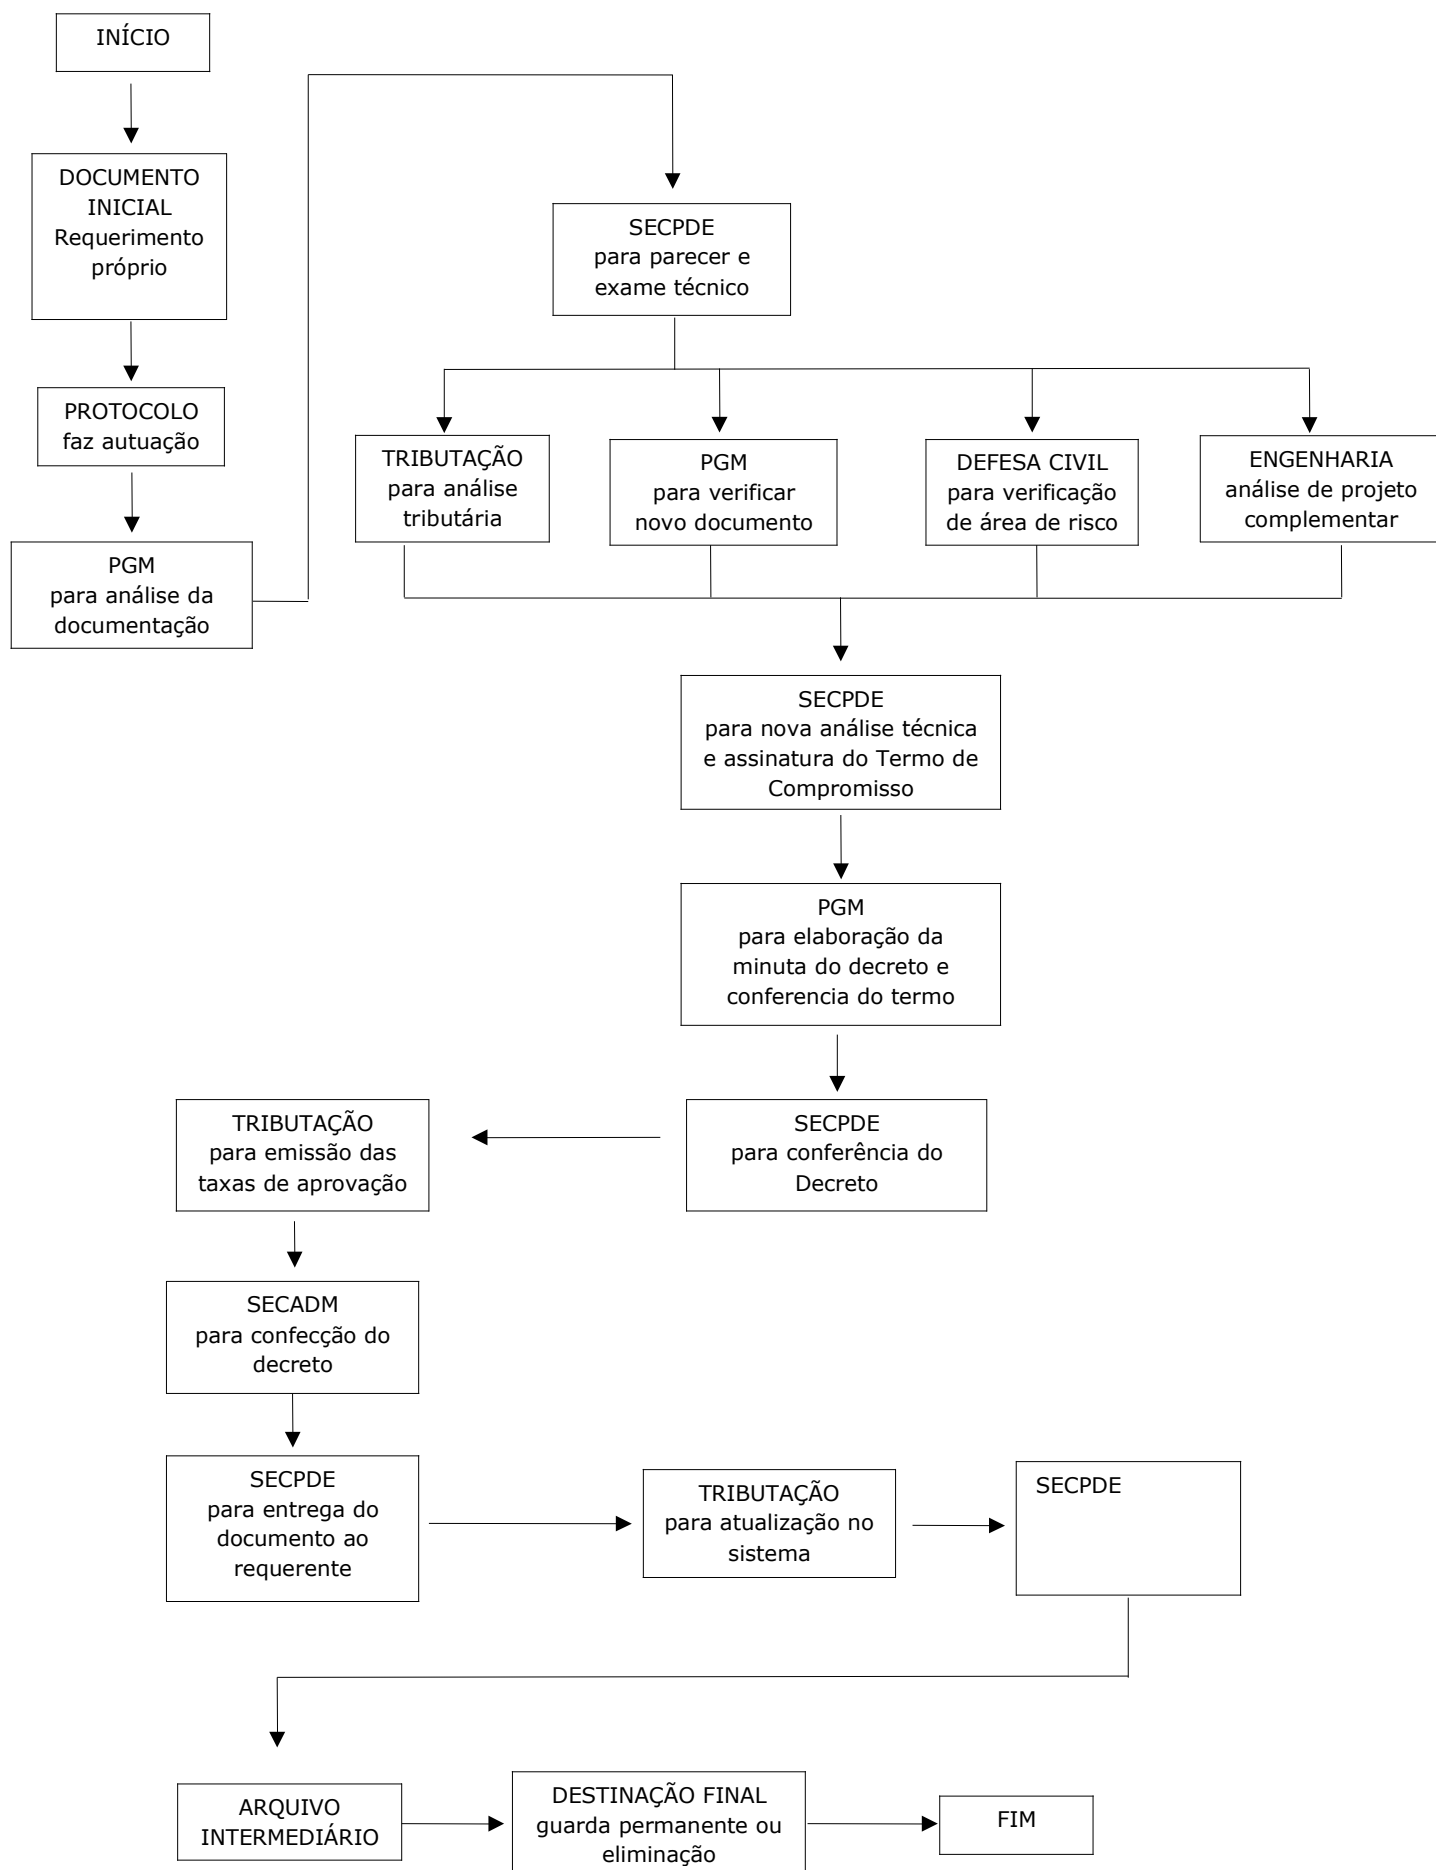 INÍCIO
DOCUMENTO
INICIAL
Requerimento
próprio
PROTOCOLO
faz autuação
PGM
para análise da
documentação
SECPDE
para parecer e
exame técnico
TRIBUTAÇÃO
para análise
tributária
PGM
para verificar
novo documento
DEFESA CIVIL
para verificação
de área de risco
ENGENHARIA
análise de projeto
complementar
SECPDE
para nova análise técnica
e assinatura do Termo de
Compromisso
PGM
para elaboração da
minuta do decreto e
conferencia do termo
SECPDE
para conferência do
Decreto
TRIBUTAÇÃO
para emissão das
taxas de aprovação
SECADM
para confecção do
decreto
SECPDE
para entrega do
documento ao
requerente
TRIBUTAÇÃO
para atualização no
sistema
SECPDE
ARQUIVO
INTERMEDIÁRIO
DESTINAÇÃO FINAL
guarda permanente ou
eliminação
FIM